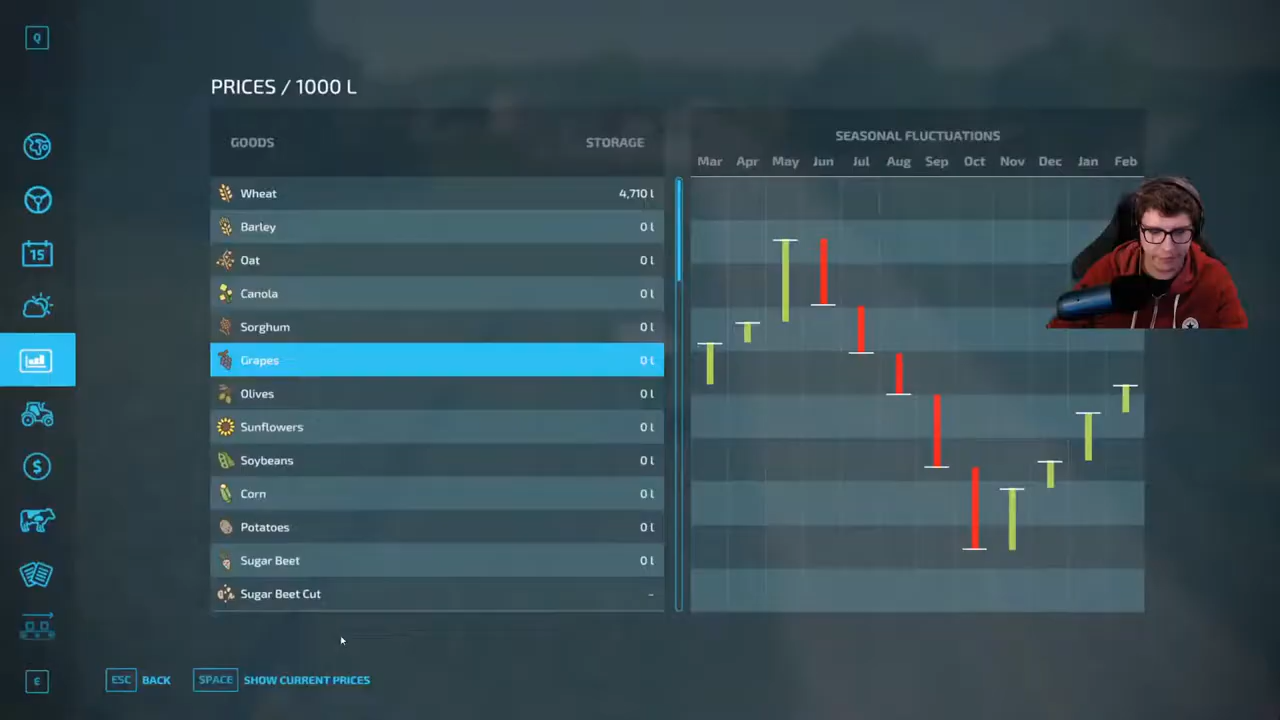 Q
PRICES / 1000 L
GOODS STORAGE
SEASONAL FLUCTUATIONS
Mar Apr May Jun Jul Aug Sep Oct Nov Dec Jan Feb
Wheat 4,710 l
Barley 0 l
Oat 0 l
15
Canola 0 l
Sorghum 0 l
Grapes 0 l
Olives 0 l
Sunflowers 0 l
Soybeans 0 l
$
Corn 0 l
Potatoes 0 l
Sugar Beet 0 l
Sugar Beet Cut -
E
ESC BACK SPACE SHOW CURRENT PRICES